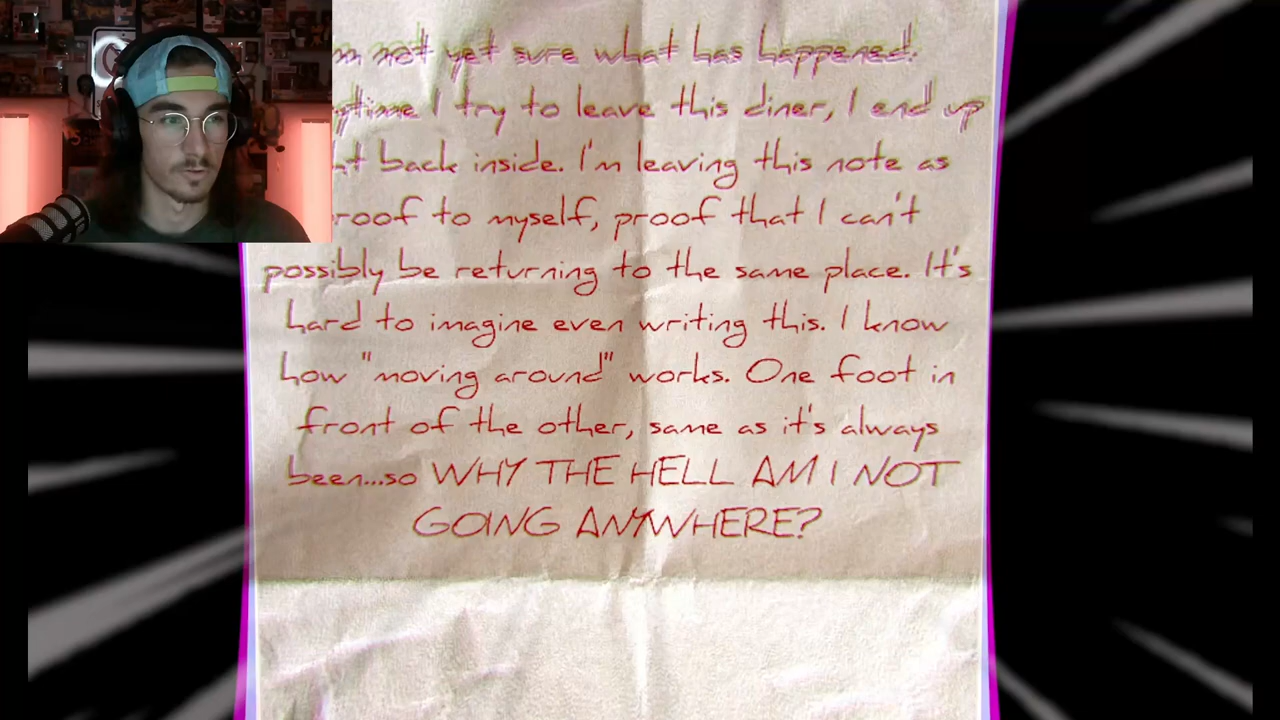 not yet sure what has happened.
I try to leave this diner, I end up
back inside. I'm leaving this note as
proof to myself, proof that I can't
possibly be returning to the same place. It's
hard to imagine even writing this. I know
how "moving around" works. One foot in
front of the other, same as it's always
been...so WHY THE HELL AM I NOT
GOING ANYWHERE?